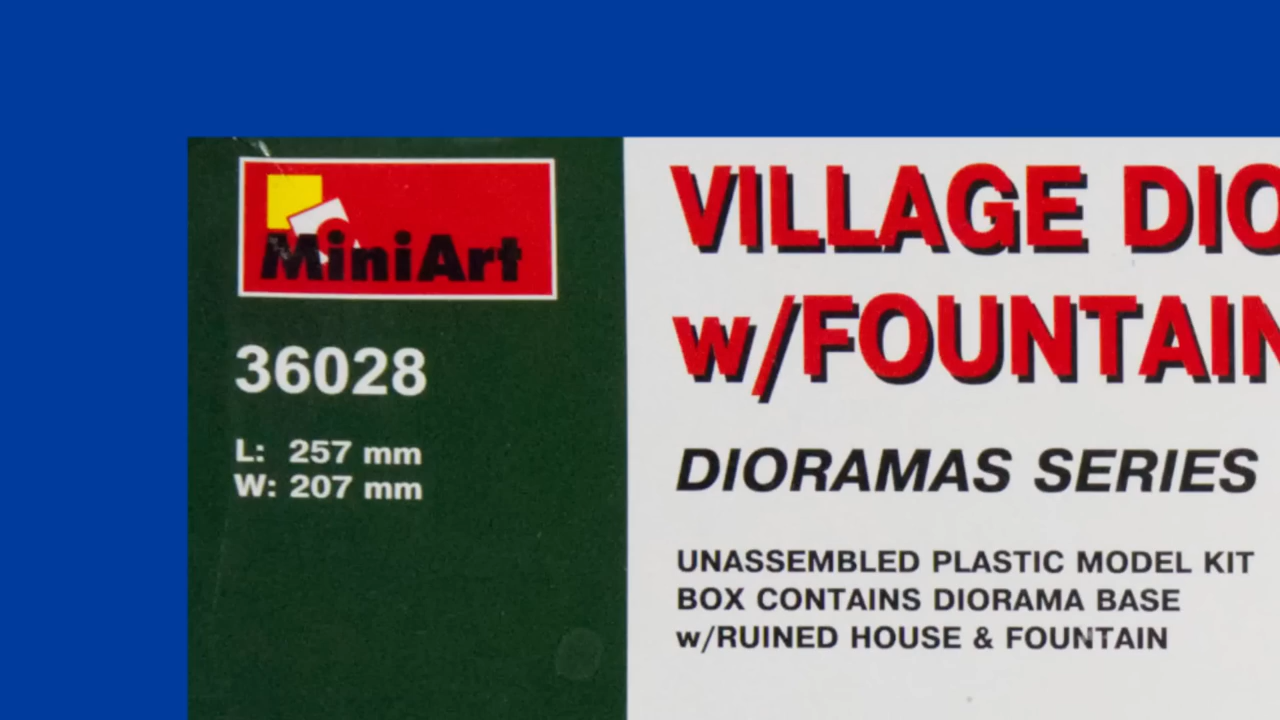 MiniArt
36028
L: 257 mm
W: 207 mm
VILLAGE DIO
w/FOUNTAIN
DIORAMAS SERIES
UNASSEMBLED PLASTIC MODEL KIT
BOX CONTAINS DIORAMA BASE
w/RUINED HOUSE & FOUNTAIN